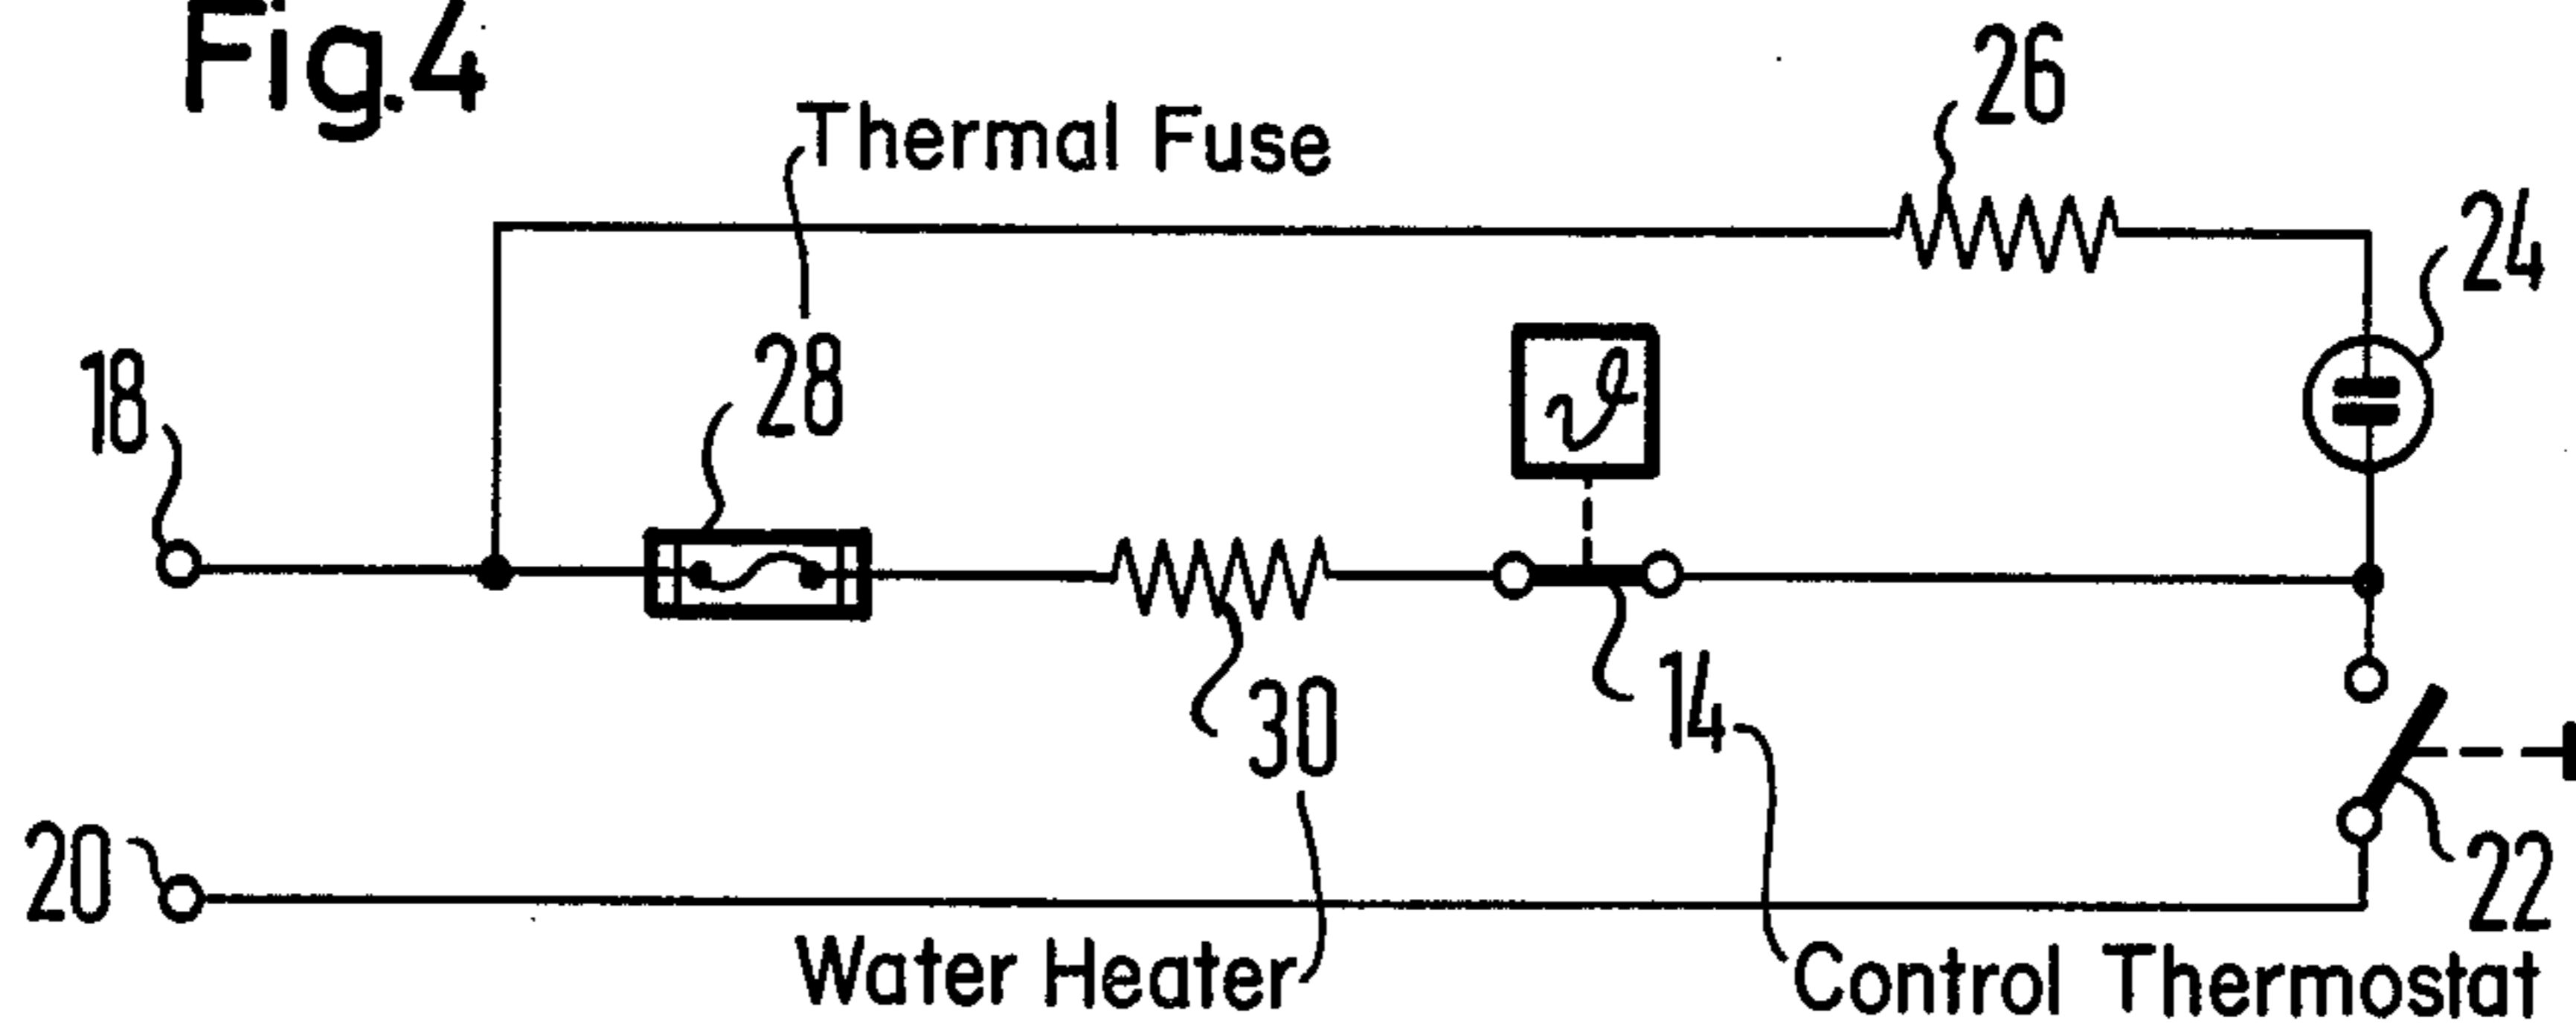 Fig.4
26
Thermal Fuse
24
18
28
ϑ
14
30
20
22
Water Heater
Control Thermostat